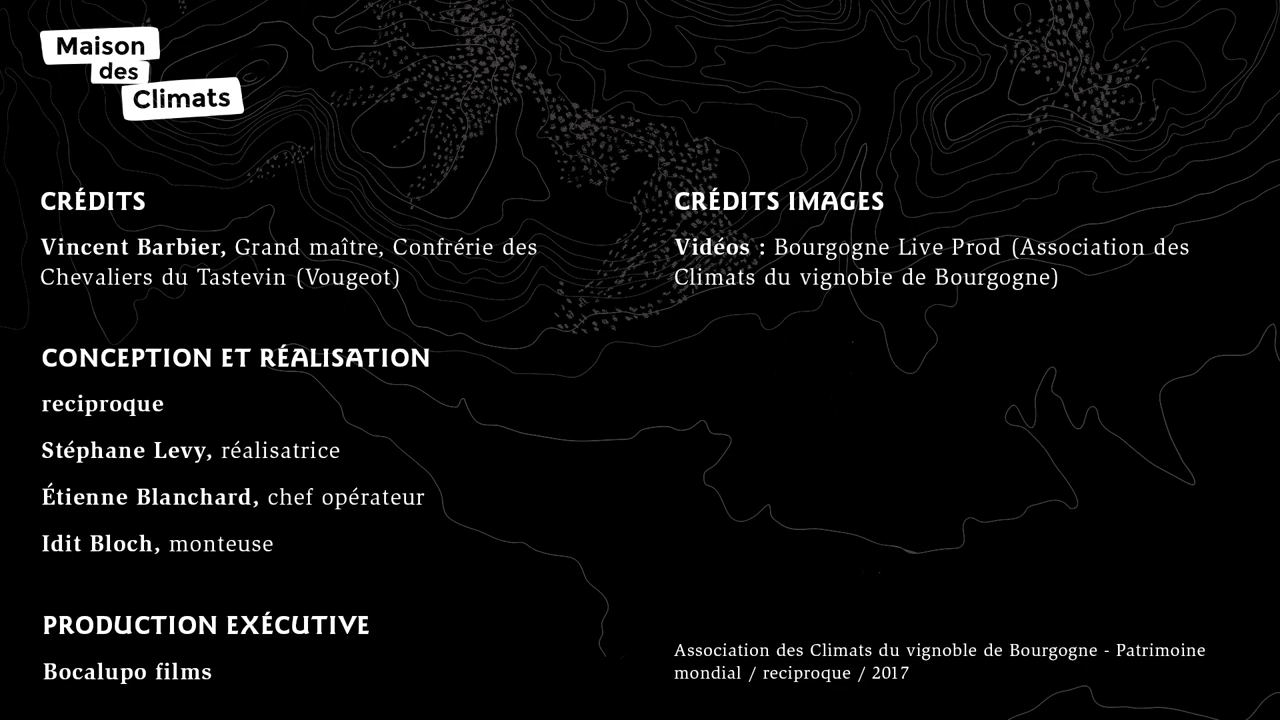 Maison
des
Climats
CRÉDITS
Vincent Barbier, Grand maître, Confrérie des
Chevaliers du Tastevin (Vougeot)
CONCEPTION ET RÉALISATION
reciproque
Stéphane Levy, réalisatrice
Étienne Blanchard, chef opérateur
Idit Bloch, monteuse
PRODUCTION EXÉCUTIVE
Bocalupo films
CRÉDITS IMAGES
Vidéos : Bourgogne Live Prod (Association des
Climats du vignoble de Bourgogne)
Association des Climats du vignoble de Bourgogne - Patrimoine
mondial / reciproque / 2017